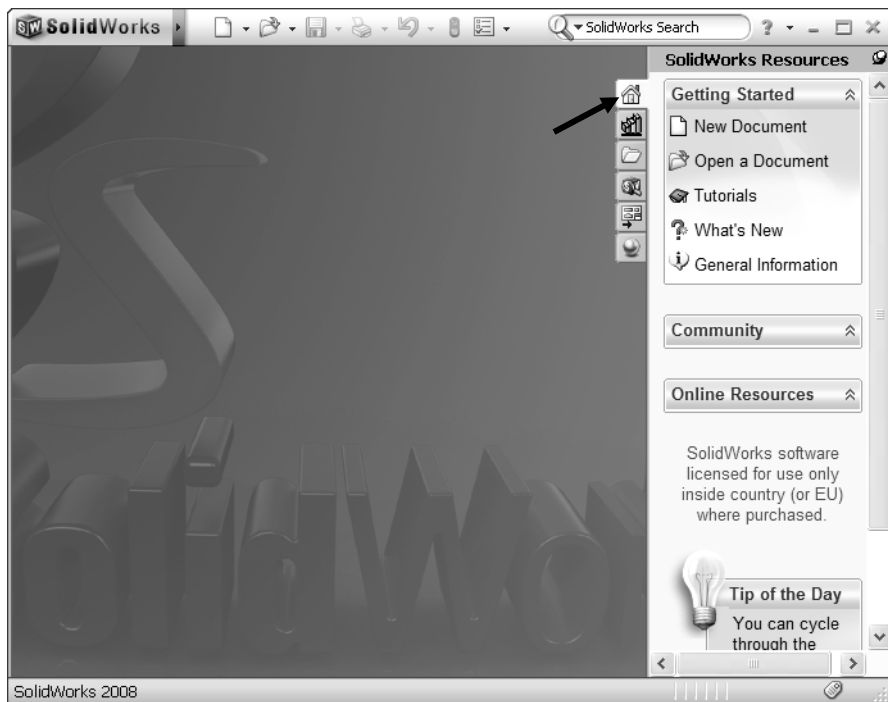 SolidWorks
SolidWorks Search
?
SolidWorks Resources
Getting Started
New Document
Open a Document
Tutorials
What's New
General Information
Community
Online Resources
SolidWorks software
licensed for use only
inside country (or EU)
where purchased.
Tip of the Day
You can cycle
through the
S
olidWo
SolidWorks 2008